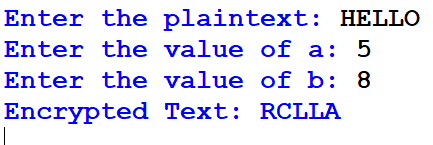 Enter the plaintext: HELLO
Enter the value of a: 5
Enter the value of b: 8
Encrypted Text: RCLLA